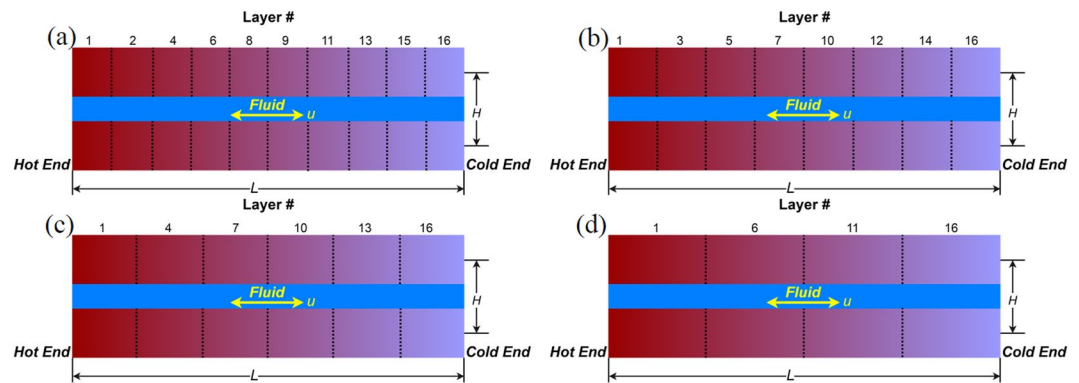 Layer #
(a) 1 2 4 6 8 9 11 13 15 16
Fluid
u
H
Hot End
Cold End
L
Layer #
(b) 1 3 5 7 10 12 14 16
Fluid
u
H
Hot End
Cold End
L
Layer #
(c) 1 4 7 10 13 16
Fluid
u
H
Hot End
Cold End
L
Layer #
(d) 1 6 11 16
Fluid
u
H
Hot End
Cold End
L